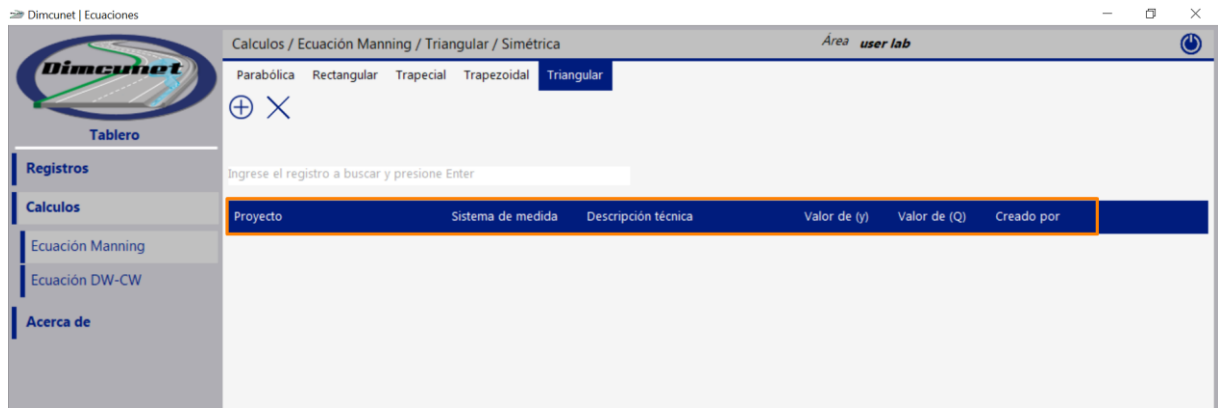 Dimcunet | Ecuaciones
Dimcunet
Tablero
Registros
Calculos
Ecuación Manning
Ecuación DW-CW
Acerca de
Calculos / Ecuación Manning / Triangular / Simétrica
Área user lab
Parabólica Rectangular Trapecial Trapezoidal Triangular
Ingrese el registro a buscar y presione Enter
Proyecto Sistema de medida Descripción técnica Valor de (y) Valor de (Q) Creado por